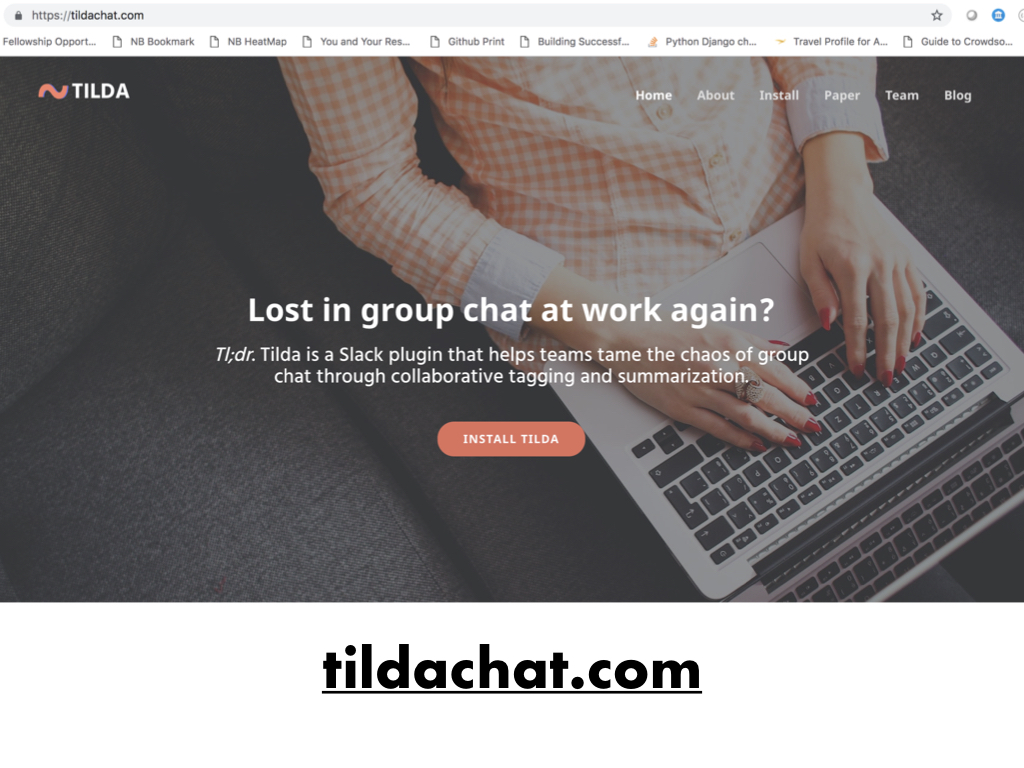 https://tildachat.com
Fellowship Opport... NB Bookmark NB HeatMap You and Your Res... Github Print Building Successf... Python Django ch... Travel Profile for A... Guide to Crowdso...
TILDA
Home About Install Paper Team Blog
Lost in group chat at work again?
Tl;dr. Tilda is a Slack plugin that helps teams tame the chaos of group
chat through collaborative tagging and summarization.
INSTALL TILDA
tildachat.com